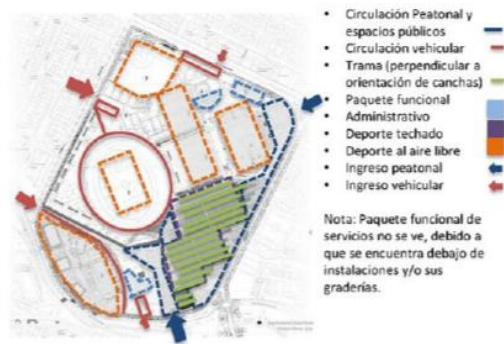 • Circulación Peatonal y
espacios públicos
• Circulación vehicular
• Trama (perpendicular a
orientación de canchas)
• Paquete funcional
• Administrativo
• Deporte techado
• Deporte al aire libre
• Ingreso peatonal
• Ingreso vehicular
Nota: Paquete funcional de
servicios no se ve, debido a
que se encuentra debajo de
instalaciones y/o sus
graderías.